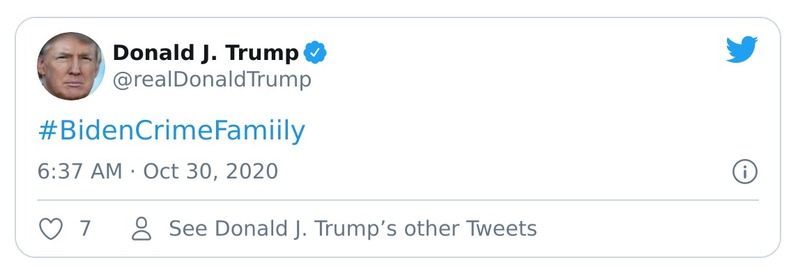 Donald J. Trump
@realDonaldTrump
#BidenCrimeFamiily
6:37 AM · Oct 30, 2020
7
See Donald J. Trump’s other Tweets